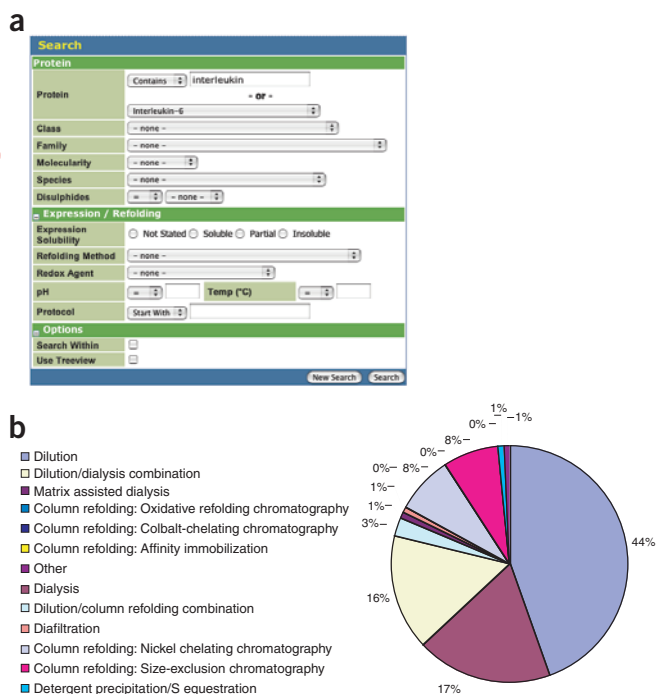 a
Search
Protein
Protein
Contains
interleukin
- or -
Interleukin-6
Class
- none -
Family
- none -
Molecularity
- none -
Species
- none -
Disulphides
= - none -
Expression / Refolding
Expression Solubility
Not Stated Soluble Partial Insoluble
Refolding Method
- none -
Redox Agent
- none -
pH = Temp (°C) =
Protocol
Start With
Options
Search Within
Use Treeview
New Search Search
b
Dilution
Dilution/dialysis combination
Matrix assisted dialysis
Column refolding: Oxidative refolding chromatography
Column refolding: Colbalt-chelating chromatography
Column refolding: Affinity immobilization
Other
Dialysis
Dilution/column refolding combination
Diafiltration
Column refolding: Nickel chelating chromatography
Column refolding: Size-exclusion chromatography
Detergent precipitation/S equestration
1%
1%
0%
8%
0%
8%
0%
1%
1%
3%
16%
17%
44%